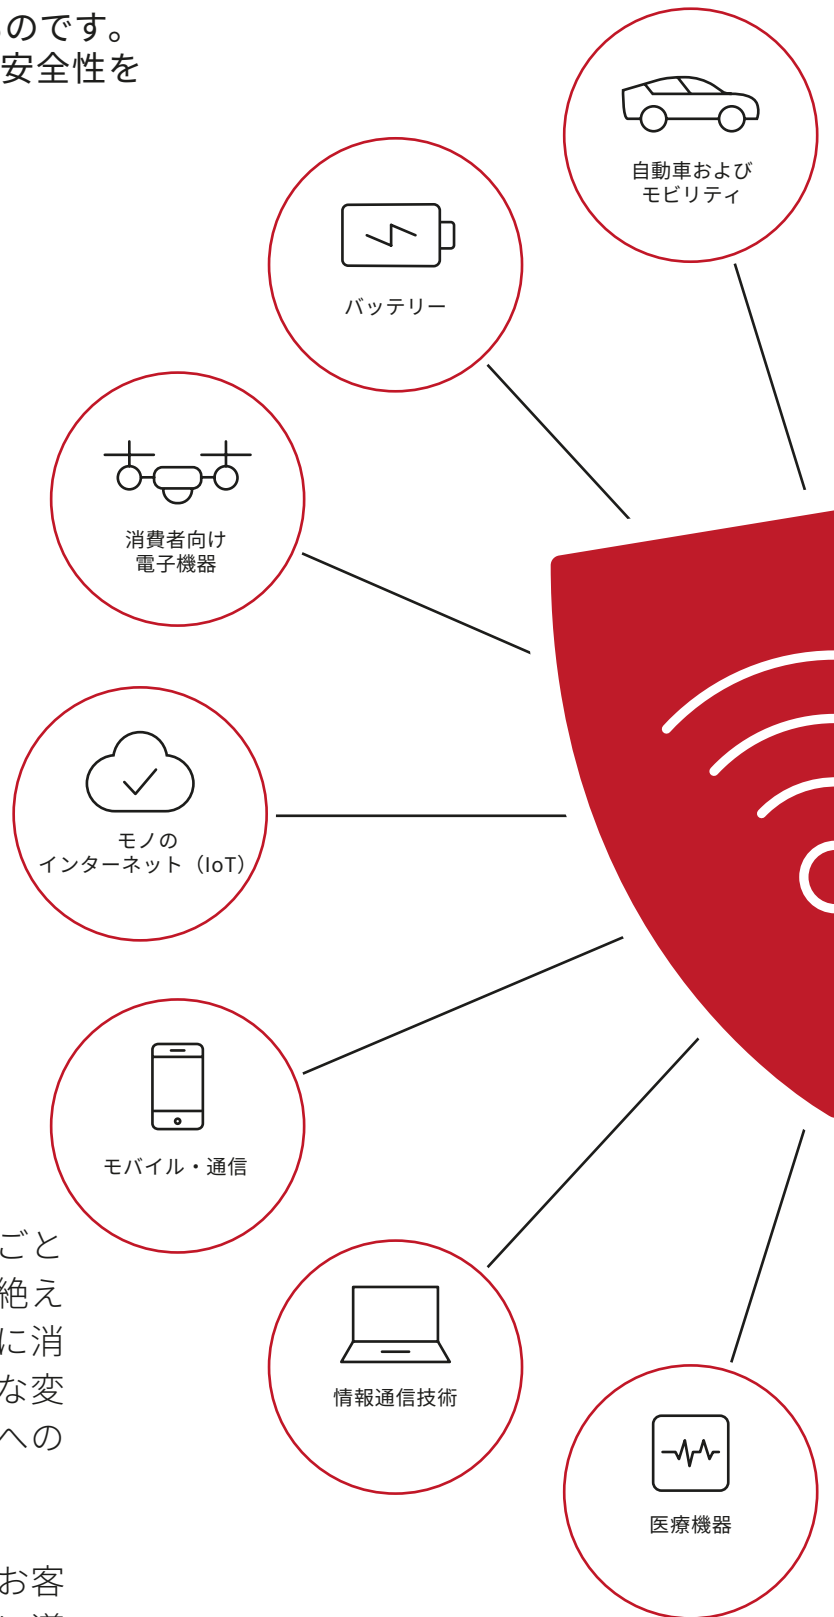 のです。
安全性を
自動車および
モビリティ
バッテリー
消費者向け
電子機器
モノの
インターネット（IoT）
モバイル・通信
ごと
絶え
に消
な変
への
情報通信技術
医療機器
お客